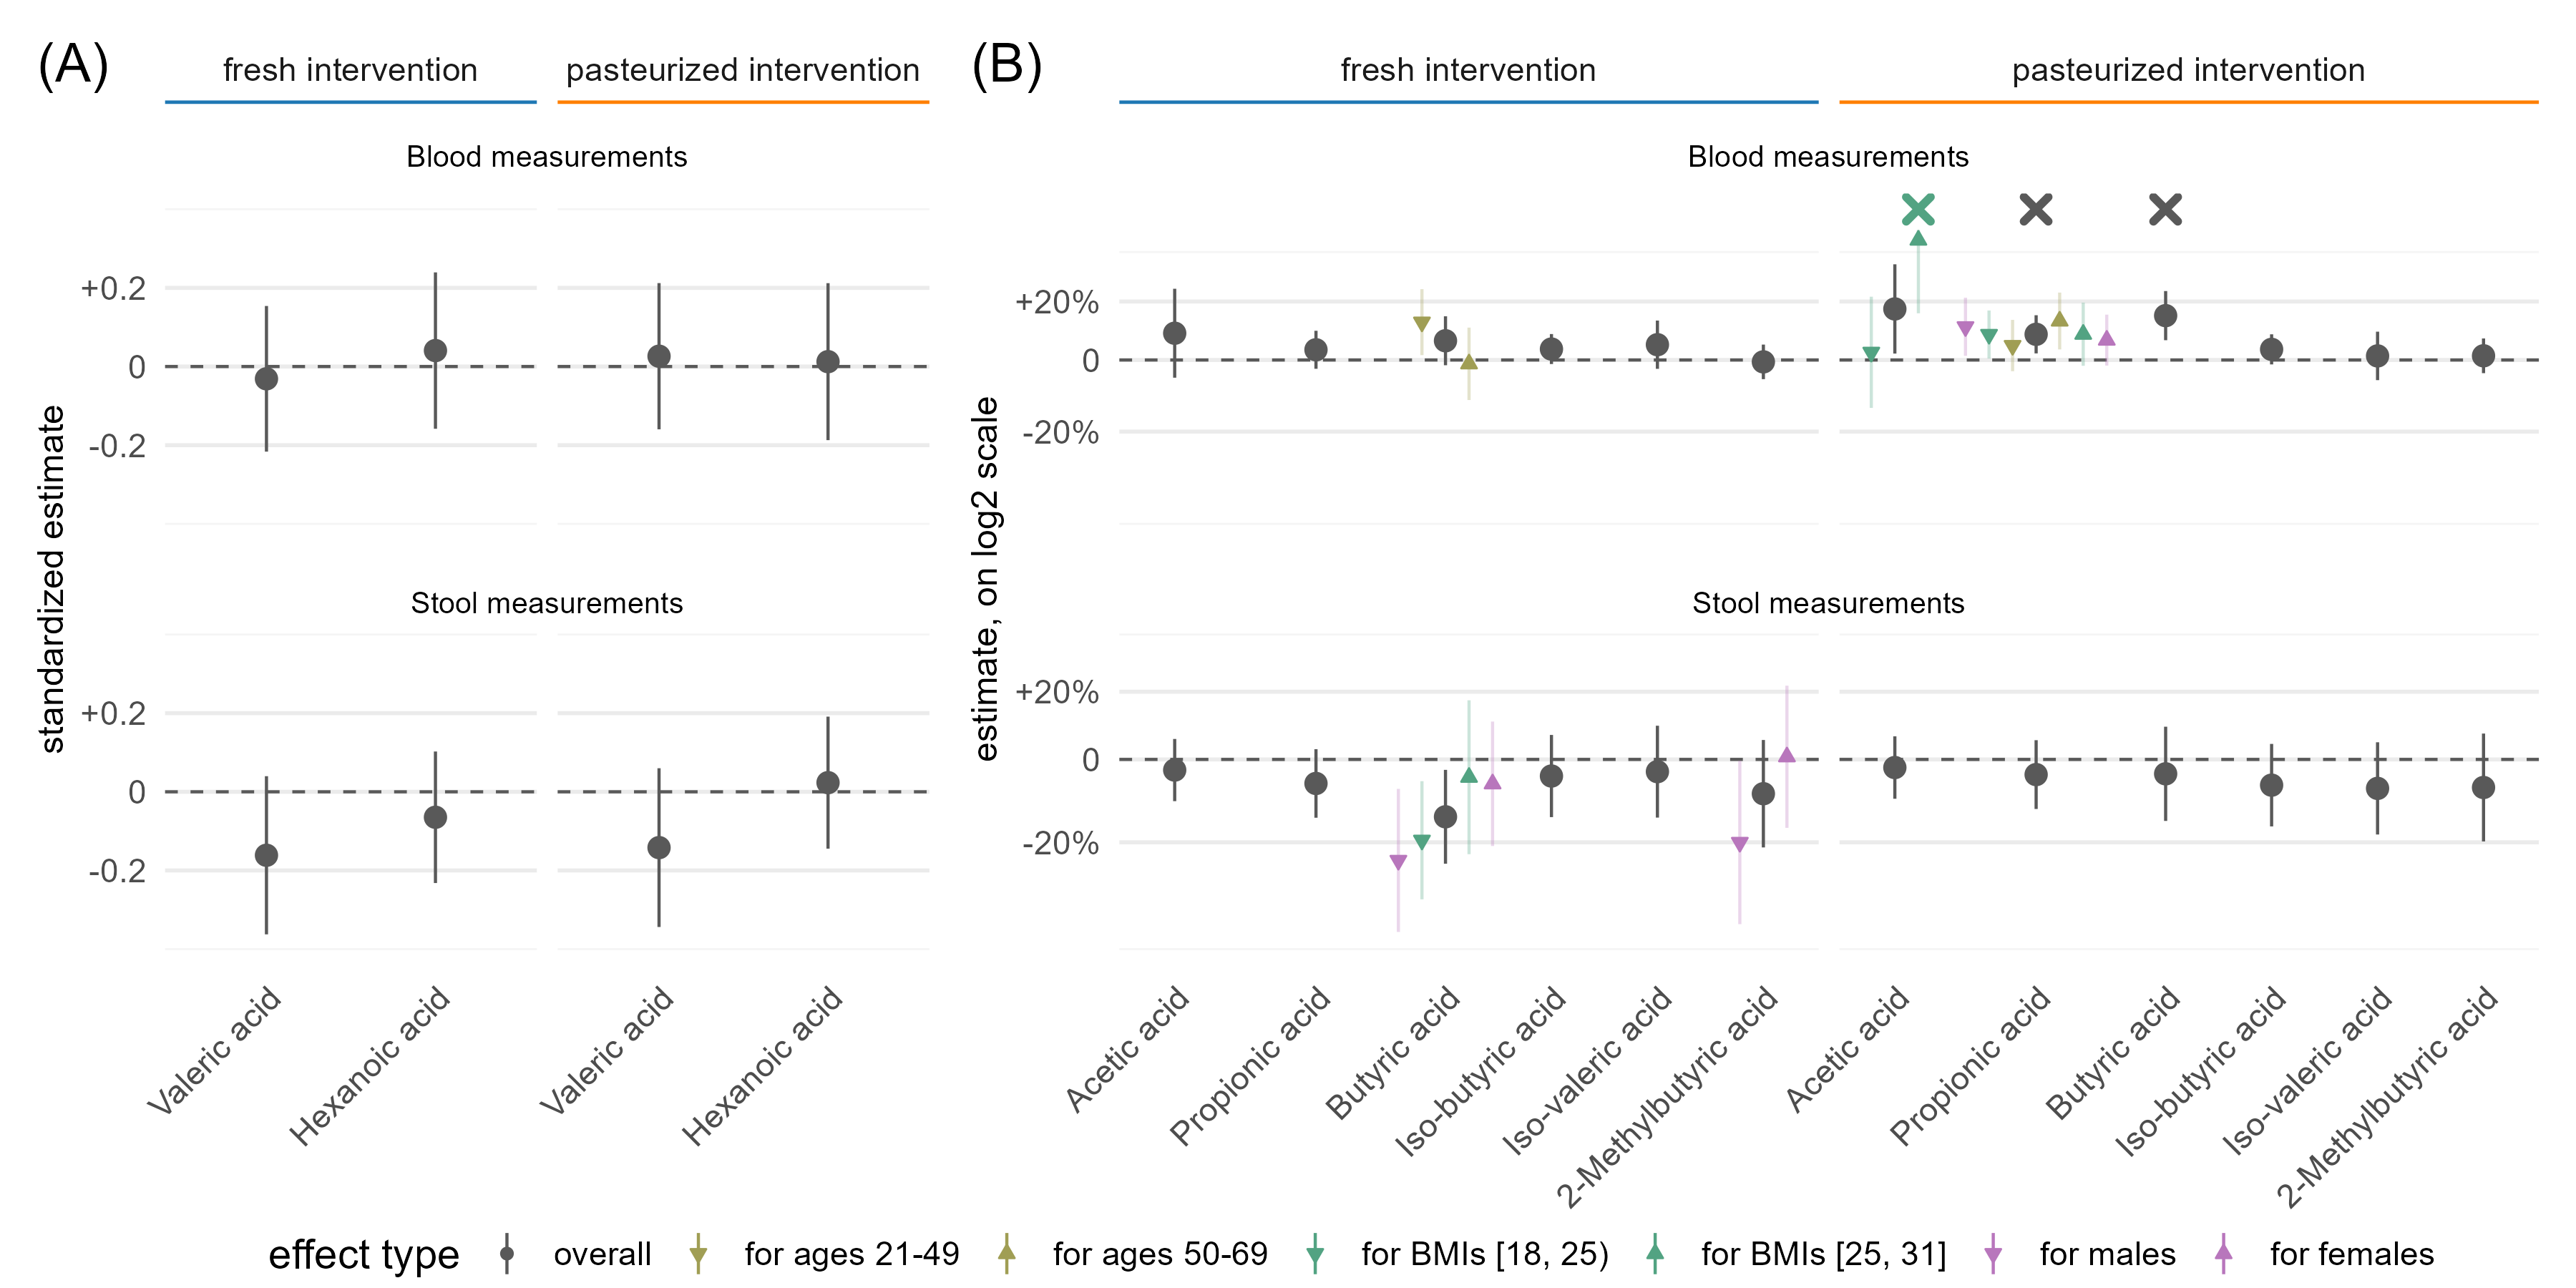 (A)
fresh intervention
pasteurized intervention
Blood measurements
+0.2
0
-0.2
Stool measurements
+0.2
0
-0.2
standardized estimate
Valeric acid
Hexanoic acid
Valeric acid
Hexanoic acid
(B)
fresh intervention
pasteurized intervention
Blood measurements
+20%
0
-20%
Stool measurements
+20%
0
-20%
estimate, on log2 scale
Acetic acid
Propionic acid
Butyric acid
Iso-butyric acid
Iso-valeric acid
2-Methylbutyric acid
Acetic acid
Propionic acid
Butyric acid
Iso-butyric acid
Iso-valeric acid
2-Methylbutyric acid
effect type overall for ages 21-49 for ages 50-69 for BMIs [18, 25) for BMIs [25, 31] for males for females